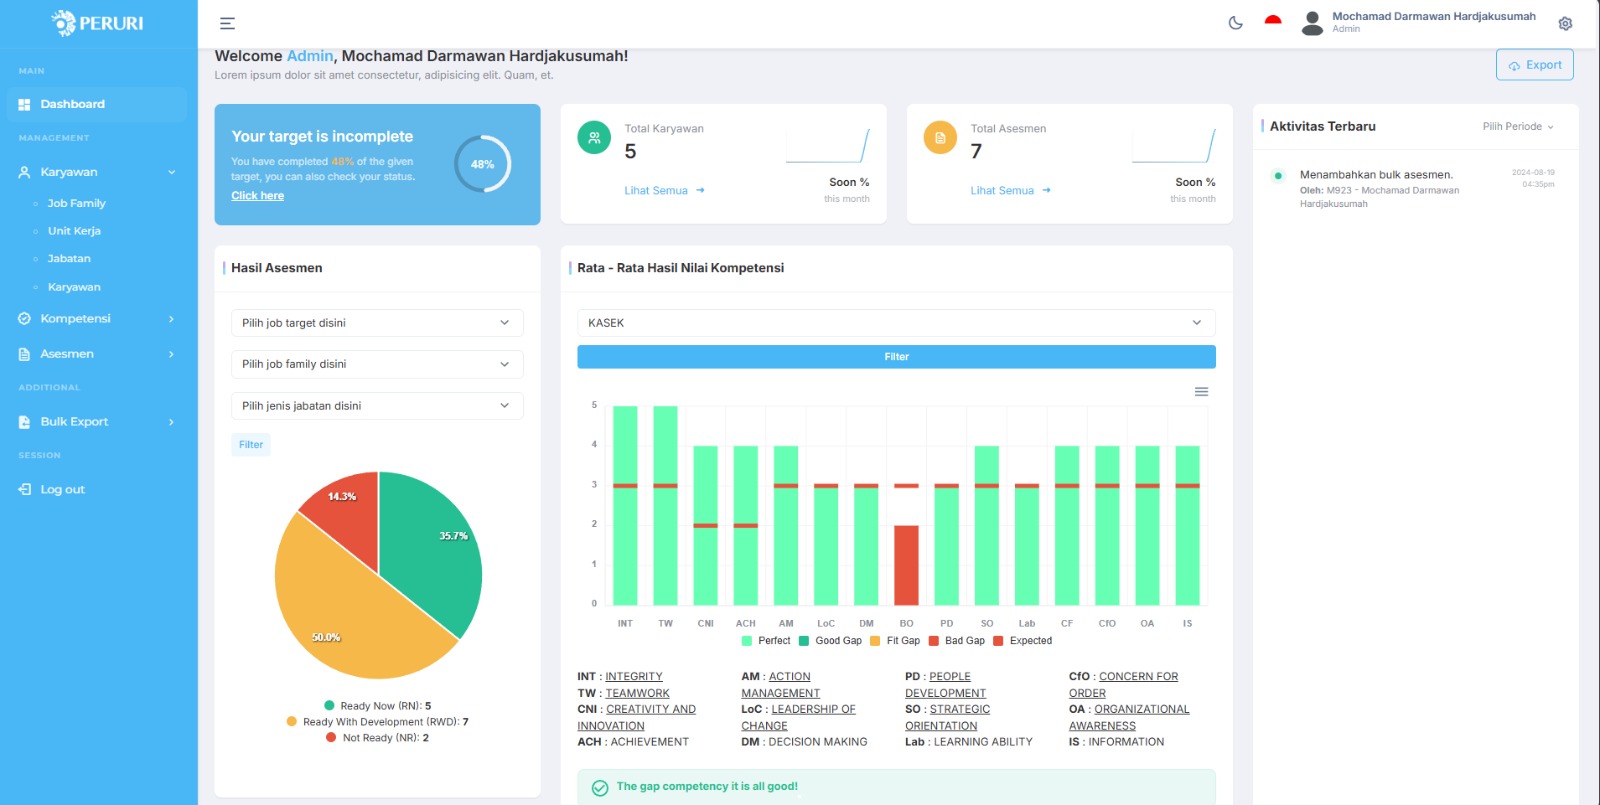 PERURI
MAIN
Dashboard
MANAGEMENT
Karyawan
Job Family
Unit Kerja
Jabatan
Karyawan
Kompetensi
Asesmen
ADDITIONAL
Bulk Export
SESSION
Log out
Mochamad Darmawan Hardjakusumah
Admin
Welcome Admin, Mochamad Darmawan Hardjakusumah!
Lorem ipsum dolor sit amet consectetur, adipisicing elit. Quam, et.
Export
Your target is incomplete
You have completed 48% of the given
target, you can also check your status.
Click here
48%
Total Karyawan
5
Lihat Semua
Soon %
this month
Total Asesmen
7
Lihat Semua
Soon %
this month
Aktivitas Terbaru
Pilih Periode
Menambahkan bulk asesmen.
Oleh: M923 - Mochamad Darmawan
Hardjakusumah
2024-08-19
04:35pm
Hasil Asesmen
Pilih job target disini
Pilih job family disini
Pilih jenis jabatan disini
Filter
14.3%
35.7%
50.0%
Ready Now (RN): 5
Ready With Development (RWD): 7
Not Ready (NR): 2
Rata - Rata Hasil Nilai Kompetensi
KASEK
Filter
5
4
3
2
1
0
INT TW CNI ACH AM LoC DM BO PD SO Lab CF CfO OA IS
Perfect Good Gap Fit Gap Bad Gap Expected
INT : INTEGRITY
TW : TEAMWORK
CNI : CREATIVITY AND
INNOVATION
ACH : ACHIEVEMENT
AM : ACTION
MANAGEMENT
LoC : LEADERSHIP OF
CHANGE
DM : DECISION MAKING
PD : PEOPLE
DEVELOPMENT
SO : STRATEGIC
ORIENTATION
Lab : LEARNING ABILITY
CfO : CONCERN FOR
ORDER
OA : ORGANIZATIONAL
AWARENESS
IS : INFORMATION
The gap competency it is all good!